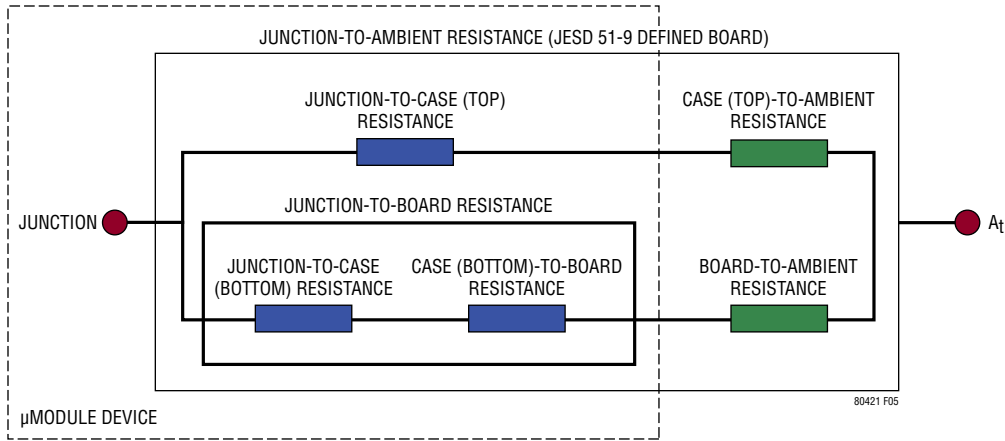 JUNCTION-TO-AMBIENT RESISTANCE (JESD 51-9 DEFINED BOARD)
JUNCTION-TO-CASE (TOP)
RESISTANCE
CASE (TOP)-TO-AMBIENT
RESISTANCE
JUNCTION
JUNCTION-TO-BOARD RESISTANCE
At
JUNCTION-TO-CASE
(BOTTOM) RESISTANCE
CASE (BOTTOM)-TO-BOARD
RESISTANCE
BOARD-TO-AMBIENT
RESISTANCE
80421 F05
µMODULE DEVICE